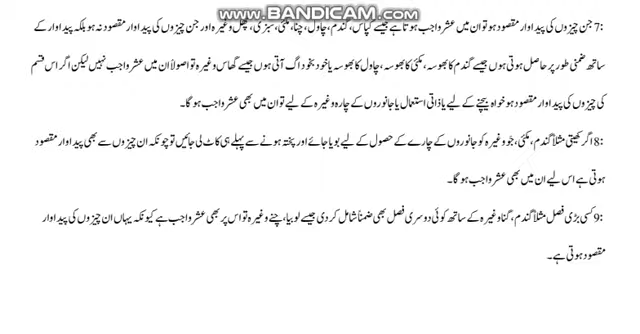 www.BANDICAM.com
7: جن چیزوں کی پیداوار مقصود ہو تو ان میں عشر واجب ہوتا ہے جیسے کپاس، گندم، چاول، چنا، مکئی، سبزی، پھل وغیرہ اور جن چیزوں کی پیداوار مقصود نہ ہو بلکہ پیداوار کے
ساتھ ضمنی طور پر حاصل ہوتی ہوں جیسے گندم کا بھوسہ، مکئی کا بھوسہ، چاول کا بھوسہ یا خود بخود اگ آتی ہوں جیسے گھاس وغیرہ تو اصولاً ان میں عشر واجب نہیں لیکن اگر اس قسم
کی چیزوں کی پیداوار مقصود ہو خواہ بیچنے کے لیے یا ذاتی استعمال یا جانوروں کے چارہ وغیرہ کے لیے تو ان میں بھی عشر واجب ہو گا۔
8: اگر کھیتی مثلاً گندم، مکئی، جَو وغیرہ کو جانوروں کے چارے کے حصول کے لیے بویا جائے اور پختہ ہونے سے پہلے ہی کاٹ لی جائیں تو چونکہ ان چیزوں سے بھی پیداوار مقصود
ہوتی ہے اس لیے ان میں بھی عشر واجب ہو گا۔
9: کسی بڑی فصل مثلاً گندم، گنا وغیرہ کے ساتھ کوئی دوسری فصل بھی ضمناً شامل کر دی جیسے لوبیا، چنے وغیرہ تو اس پر بھی عشر واجب ہے کیونکہ یہاں ان چیزوں کی پیداوار
مقصود ہوتی ہے۔